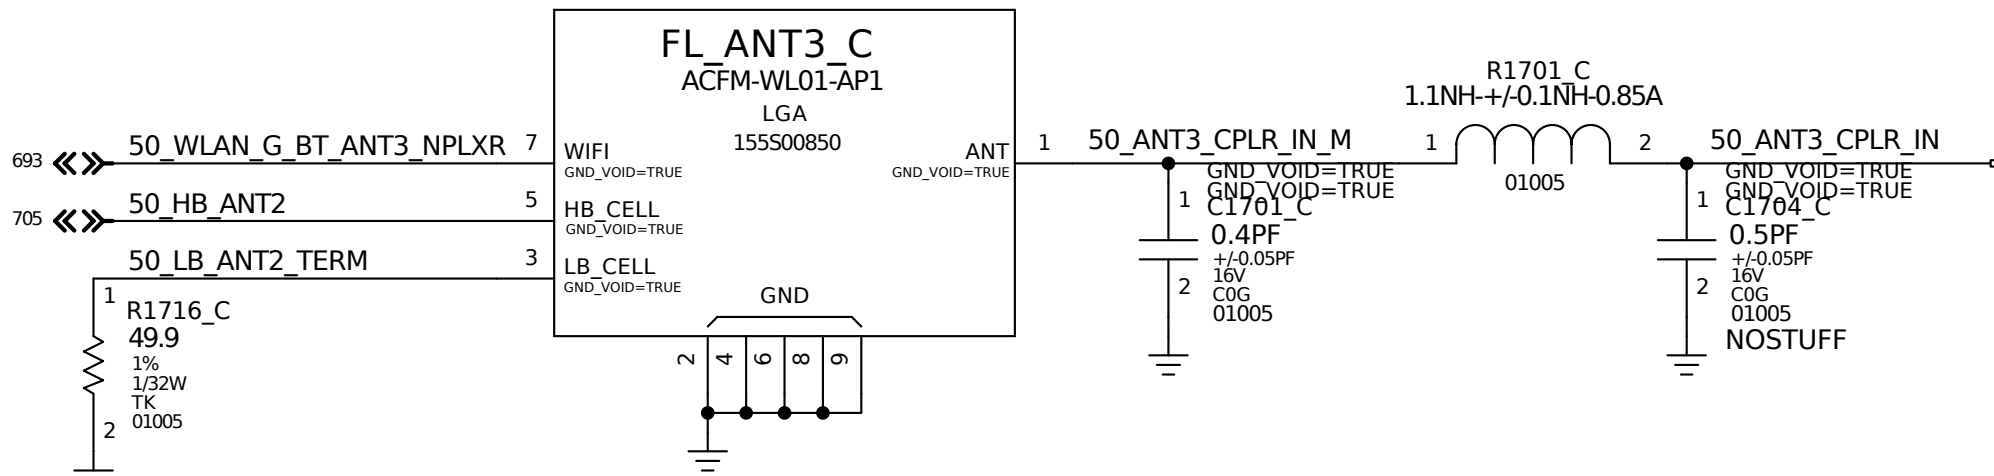 FL_ANT3_C
ACFM-WL01-AP1
LGA
155S00850
693
50_WLAN_G_BT_ANT3_NPLXR
7
WIFI
GND_VOID=TRUE
705
50_HB_ANT2
5
HB_CELL
GND_VOID=TRUE
50_LB_ANT2_TERM
3
LB_CELL
GND_VOID=TRUE
ANT
GND_VOID=TRUE
1
GND
2
4
6
8
9
1
R1716_C
49.9
1%
1/32W
TK
01005
2
50_ANT3_CPLR_IN_M
GND_VOID=TRUE
GND_VOID=TRUE
1
C1701_C
0.4PF
+/-0.05PF
16V
2
C0G
01005
R1701_C
1.1NH-+/-0.1NH-0.85A
1
2
01005
50_ANT3_CPLR_IN
GND_VOID=TRUE
GND_VOID=TRUE
1
C1704_C
0.5PF
+/-0.05PF
16V
2
C0G
01005
NOSTUFF